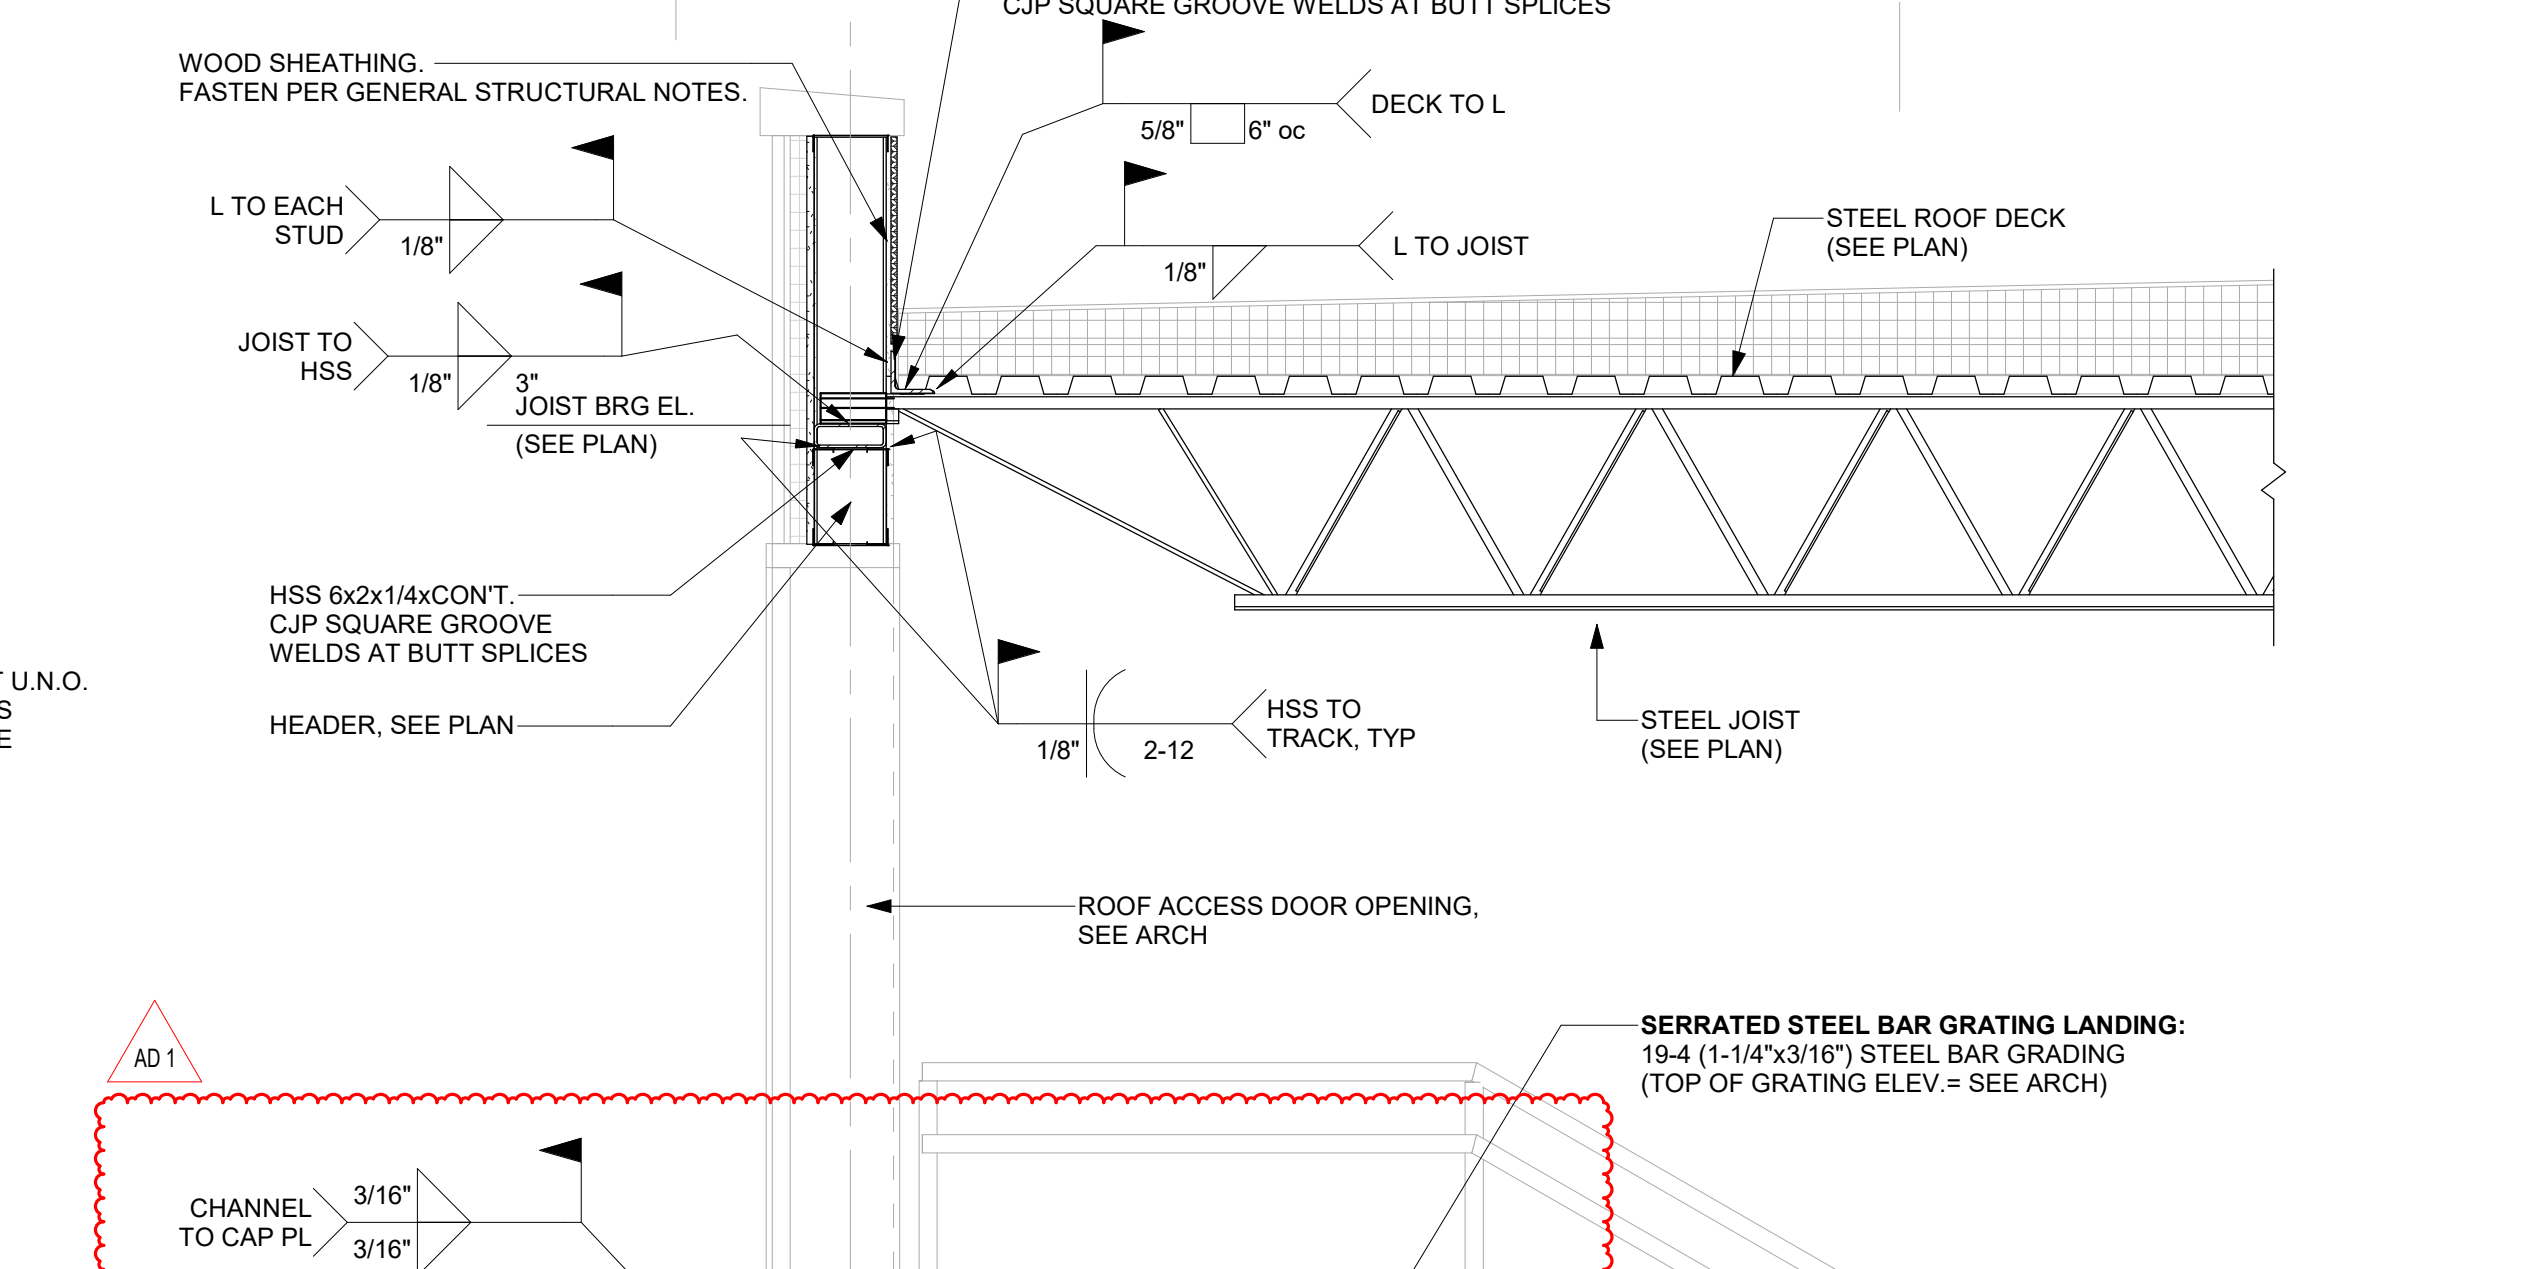 CJP SQUARE GROOVE WELDS AT BUTT SPLICES
WOOD SHEATHING.
FASTEN PER GENERAL STRUCTURAL NOTES.
5/8"
6" oc
DECK TO L
L TO EACH
STUD
1/8"
1/8"
L TO JOIST
STEEL ROOF DECK
(SEE PLAN)
JOIST TO
HSS
1/8"
3"
JOIST BRG EL.
(SEE PLAN)
HSS 6x2x1/4xCON'T.
CJP SQUARE GROOVE
WELDS AT BUTT SPLICES
U.N.O.
S
E
HEADER, SEE PLAN
1/8"
2-12
HSS TO
TRACK, TYP
STEEL JOIST
(SEE PLAN)
ROOF ACCESS DOOR OPENING,
SEE ARCH
AD 1
SERRATED STEEL BAR GRATING LANDING:
19-4 (1-1/4"x3/16") STEEL BAR GRADING
(TOP OF GRATING ELEV.= SEE ARCH)
CHANNEL
TO CAP PL
3/16"
3/16"